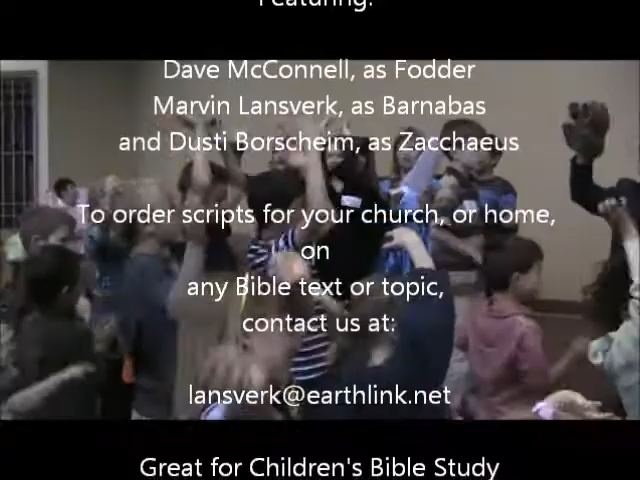 Featuring:
Dave McConnell, as Fodder
Marvin Lansverk, as Barnabas
and Dusti Borscheim, as Zacchaeus
To order scripts for your church, or home,
on
any Bible text or topic,
contact us at:
lansverk@earthlink.net
Great for Children's Bible Study